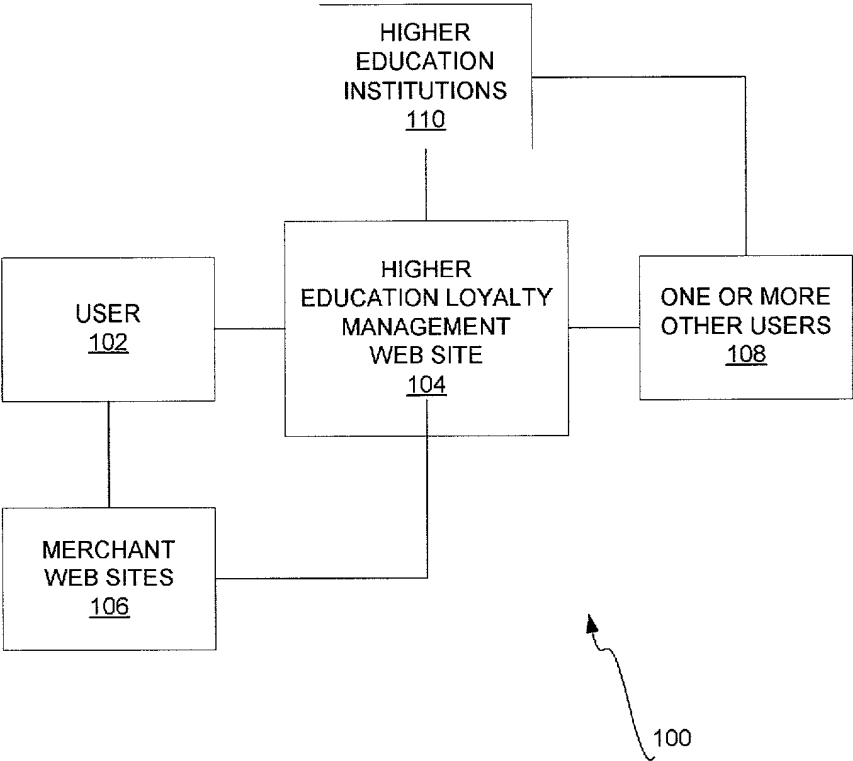 HIGHER
EDUCATION
INSTITUTIONS
110
HIGHER
EDUCATION LOYALTY
MANAGEMENT
WEB SITE
104
USER
102
ONE OR MORE
OTHER USERS
108
MERCHANT
WEB SITES
106
100